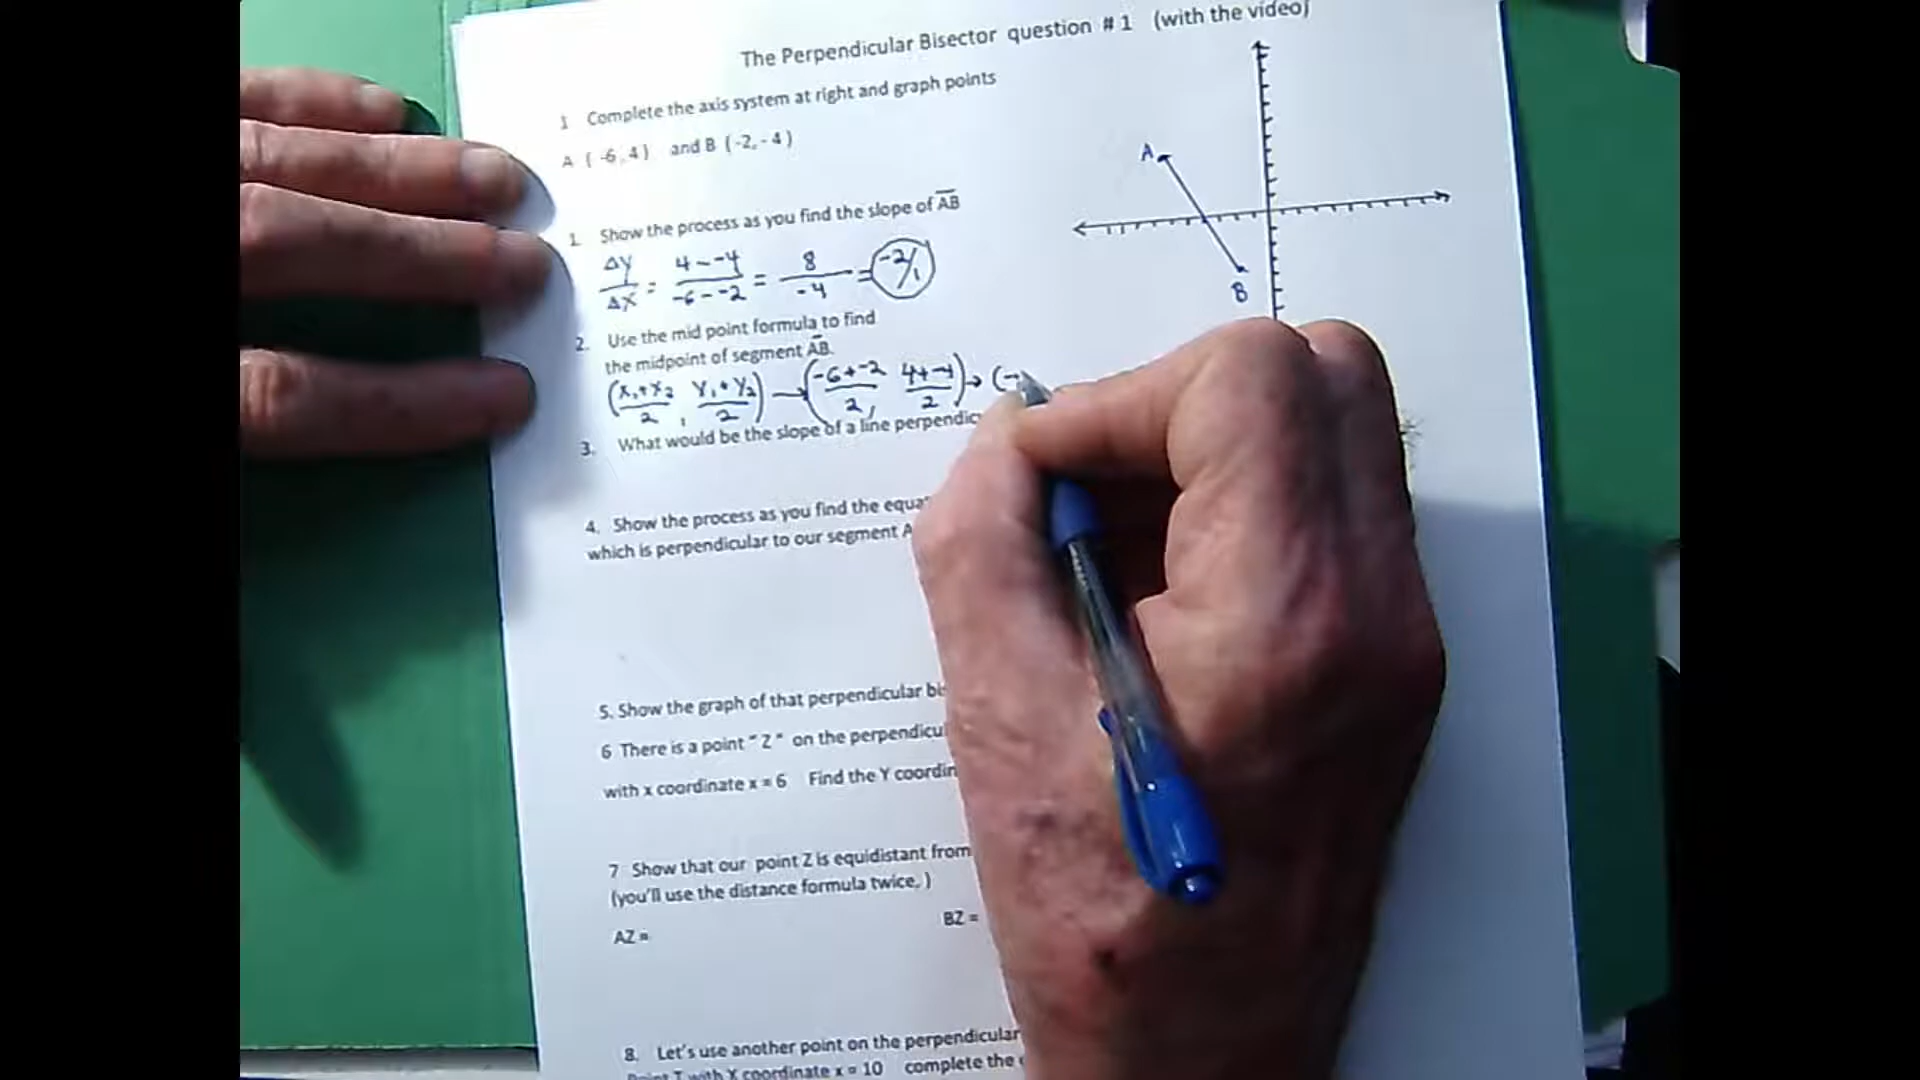 The Perpendicular Bisector question # 1 (with the video)
1 Complete the axis system at right and graph points
A ( -6, 4 ) and B ( -2, - 4 )
1. Show the process as you find the slope of AB
ΔY/ΔX = 4 - -4/-6 - -2 = 8/-4 = -2/1
2. Use the mid point formula to find
the midpoint of segment AB.
(X₁+X₂/2, Y₁+Y₂/2) → (-6+-2/2, 4+-4/2) → (-
3. What would be the slope of a line
4. Show the process as you find the
which is perpendicular to our segment
5. Show the graph of that perpendicular
6 There is a point "Z" on the
with x coordinate x = 6 Find the Y
7 Show that our point Z is equidistant from
(you'll use the distance formula twice.)
AZ = BZ =
8. Let's use another point on the perpendicular
Point T with X coordinate x = 10 complete the
A
B